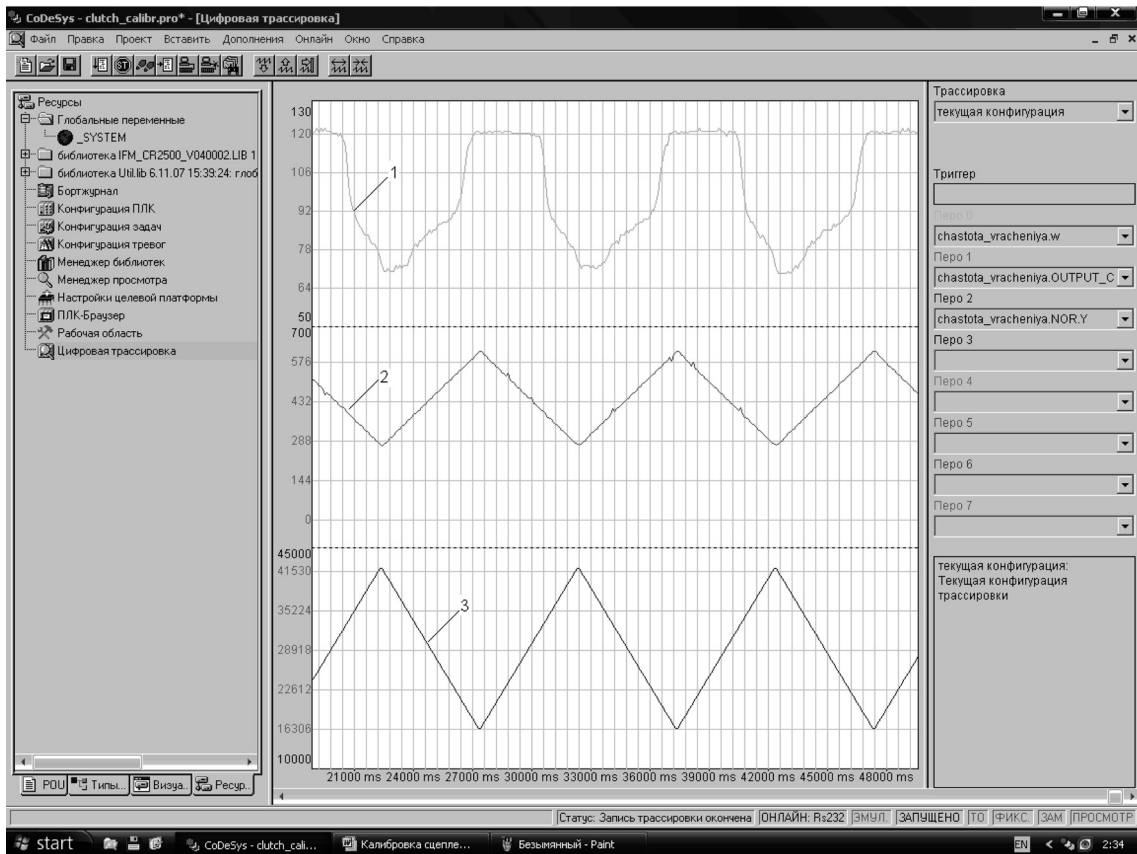 CoDeSys - clutch_calibr.pro* - [Цифровая трассировка]
Файл Правка Проект Вставить Дополнения Онлайн Окно Справка
Ресурсы
Глобальные переменные
_SYSTEM
библиотека IFM_CR2500_V040002.LIB 1
библиотека Util.lib 6.11.07 15:39:24: глоб
Бортжурнал
Конфигурация ПЛК
Конфигурация задач
Конфигурация тревог
Менеджер библиотек
Менеджер просмотра
Настройки целевой платформы
ПЛК-Браузер
Рабочая область
Цифровая трассировка
POU Типы... Визуа.. Ресур..
130
120
106
92
78
64
50
1
700
576
432
288
144
0
2
45000
41530
35224
28918
22612
16306
10000
3
21000 ms 24000 ms 27000 ms 30000 ms 33000 ms 36000 ms 39000 ms 42000 ms 45000 ms 48000 ms
Трассировка
текущая конфигурация
Триггер
Перо 0
chastota_vracheniya.w
Перо 1
chastota_vracheniya.OUTPUT_C
Перо 2
chastota_vracheniya.NOR.Y
Перо 3
Перо 4
Перо 5
Перо 6
Перо 7
текущая конфигурация:
Текущая конфигурация
трассировки
Статус: Запись трассировки окончена ОНЛАЙН: Rs232 ЭМУЛ. ЗАПУЩЕНО ТО ФИКС. ЗАМ ПРОСМОТР
start CoDeSys - clutch_cali... Калибровка сцепле... Безымянный - Paint EN 2:34